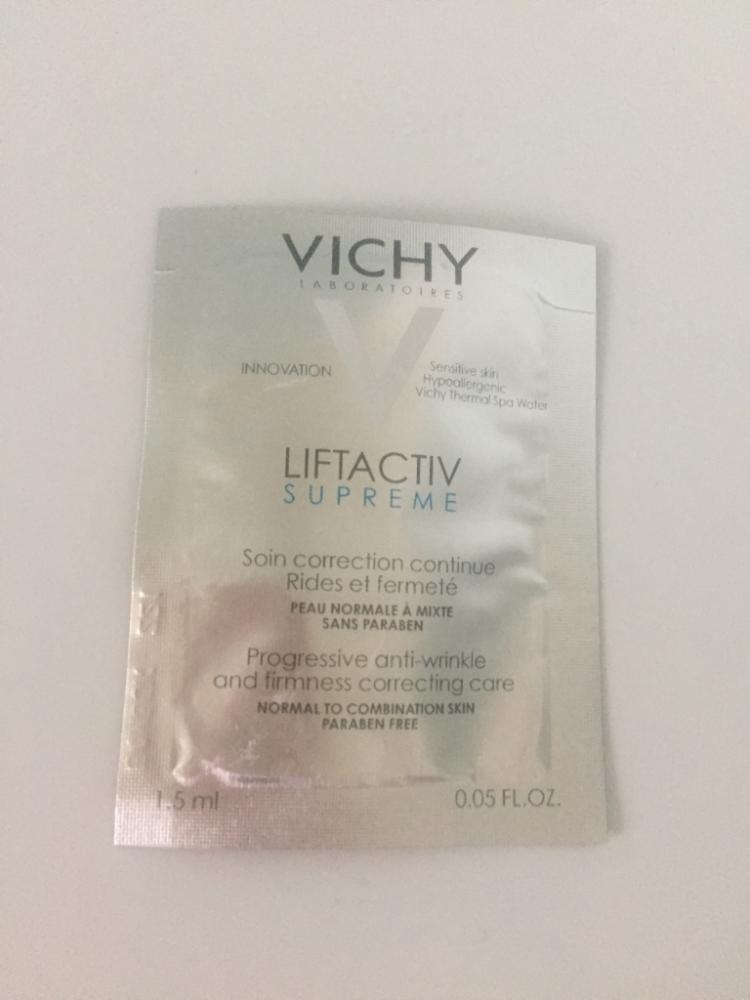 VICHY
LABORATOIRES
INNOVATION
Sensitive skin
Hypoallergenic
Vichy Thermal Spa Water
LIFTACTIV
SUPREME
Soin correction continue
Rides et fermeté
PEAU NORMALE À MIXTE
SANS PARABEN
Progressive anti-wrinkle
and firmness correcting care
NORMAL TO COMBINATION SKIN
PARABEN FREE
1.5 ml
0.05 FL.OZ.